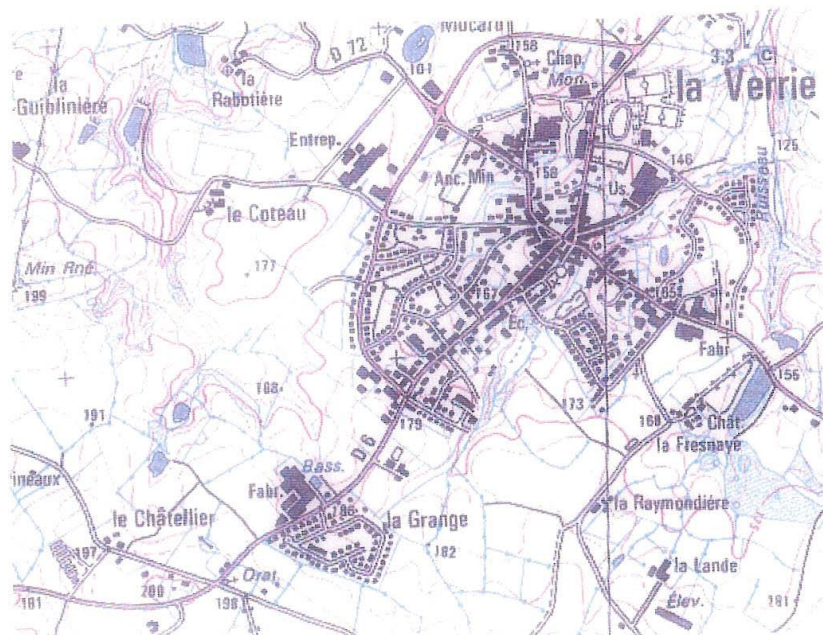 Mocard
158
D 72
101
Chap.
Mon.
3,3
C
la
Guiblinière
la
Rabotière
la Verrie
Entrep.
125
Anc. Min
158
146
Us.
Ruisseau
le Coteau
Min Rné.
177
199
167
165
Ec.
Fabr.
156
168
173
191
179
168
Chât.
la Fresnaye
D 6
Bass.
ineaux
Fabr.
186
la Raymondière
le Châtellier
la Grange
182
la Lande
197
Orat.
200
181
198
Élev.
181